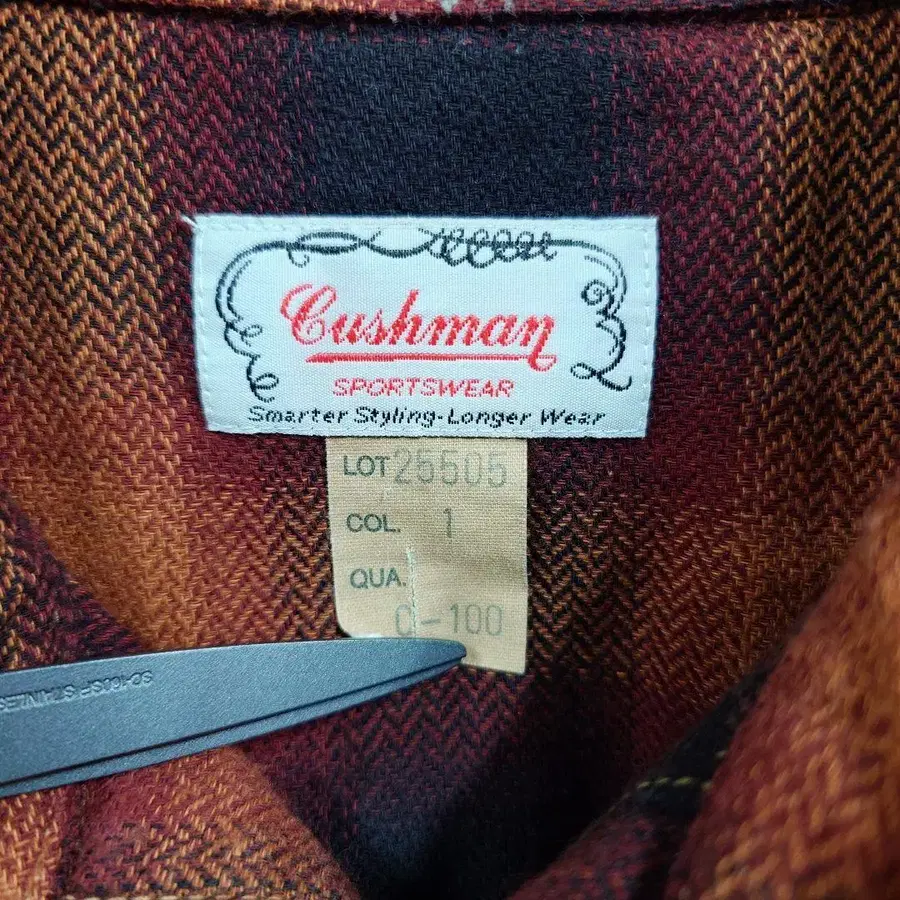 Cushman
SPORTSWEAR
Smarter Styling-Longer Wear
LOT 25505
COL. 1
QUA.
C-100